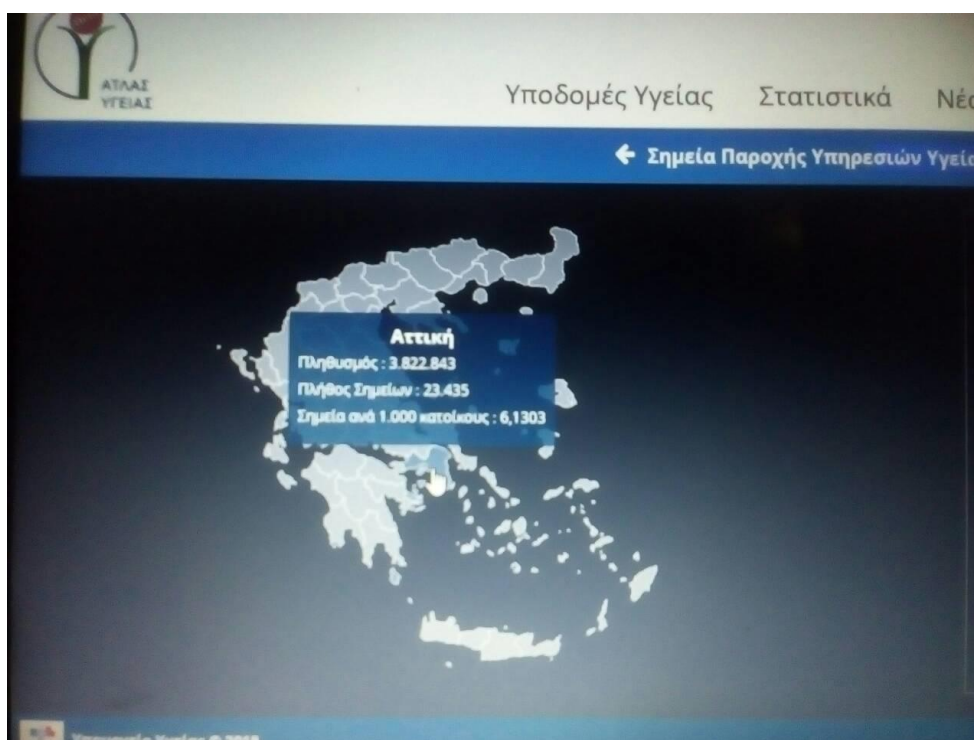 ΑΤΛΑΣ
ΥΓΕΙΑΣ
Υποδομές Υγείας Στατιστικά
Σημεία Παροχής Υπηρεσιών
Αττική
Πληθυσμός : 3.822.843
Πλήθος Σημείων : 23.435
Σημεία ανά 1.000 κατοίκους : 6,1303